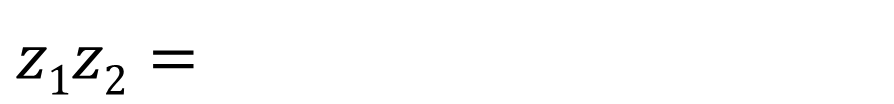 z₁z₂ =